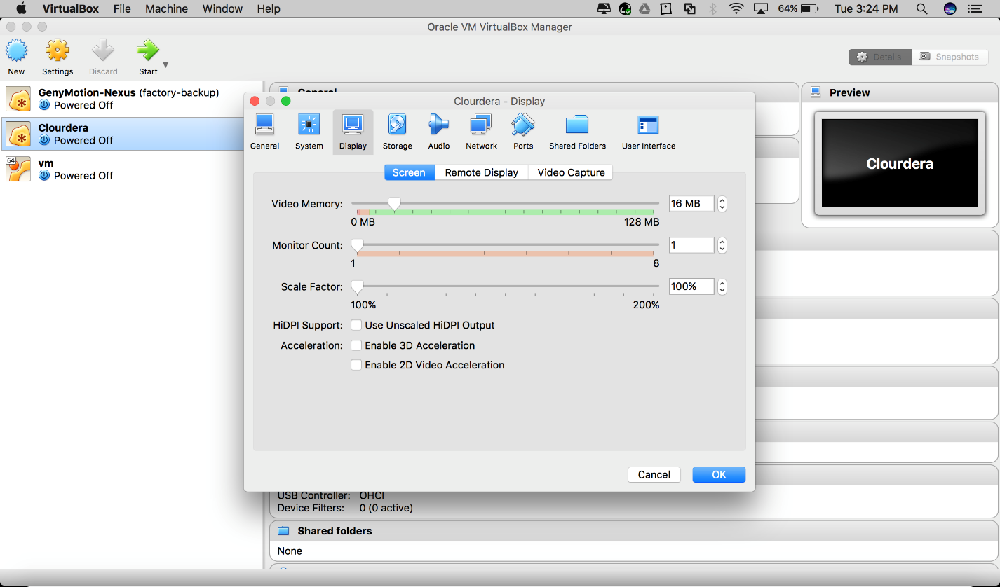 VirtualBox File Machine Window Help 64% Tue 3:24 PM
Oracle VM VirtualBox Manager
New Settings Discard Start Details Snapshots
GenyMotion-Nexus (factory-backup)
Powered Off
Clourdera
Powered Off
64
vm
Powered Off
General
Preview
Clourdera
Clourdera - Display
General System Display Storage Audio Network Ports Shared Folders User Interface
Screen Remote Display Video Capture
Video Memory: 16 MB
0 MB 128 MB
Monitor Count: 1
1 8
Scale Factor: 100%
100% 200%
HiDPI Support: Use Unscaled HiDPI Output
Acceleration: Enable 3D Acceleration
Enable 2D Video Acceleration
Cancel OK
USB Controller: OHCI
Device Filters: 0 (0 active)
Shared folders
None